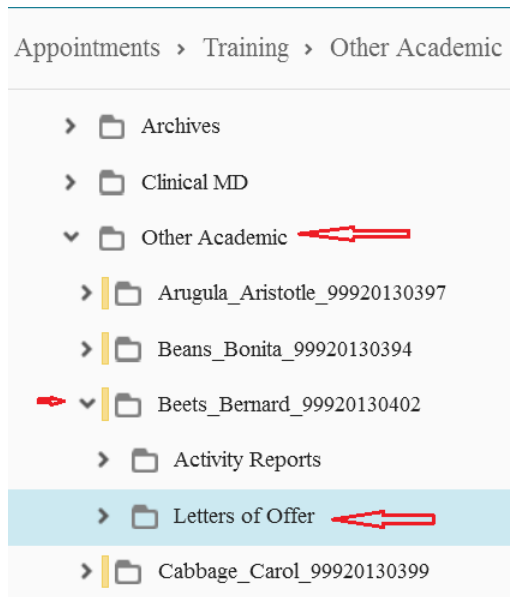 Appointments › Training › Other Academic
Archives
Clinical MD
Other Academic
Arugula_Aristotle_99920130397
Beans_Bonita_99920130394
Beets_Bernard_99920130402
Activity Reports
Letters of Offer
Cabbage_Carol_99920130399